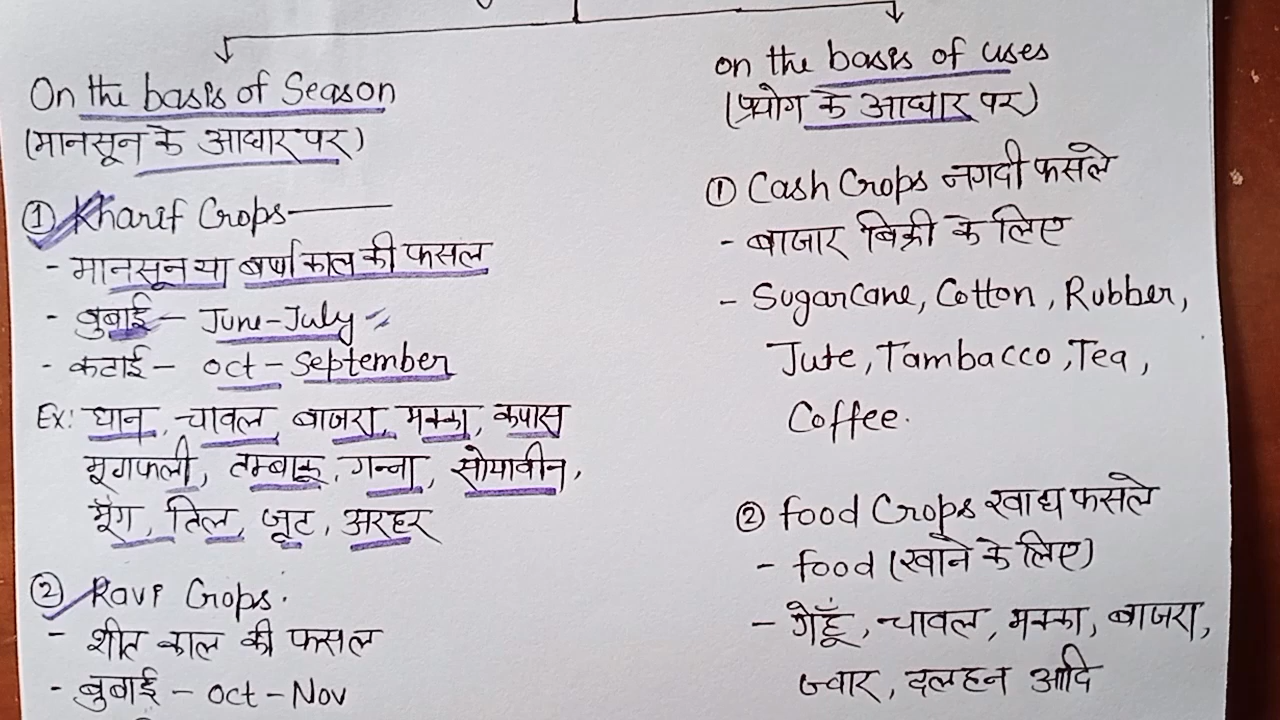 On the basis of Season
(मानसून के आधार पर)
① Kharif Crops
- मानसून या बर्षा काल की फसल
- बुबाई - June-July
- कटाई - oct - September
Ex: धान, चावल, बाजरा, मक्का, कपास
मूगफली, तम्बाकू, गन्ना, सोयावीन,
मूँग, तिल, जूट, अरहर
② Ravi Crops.
- शीत काल की फसल
- बुबाई - oct - Nov
on the basis of uses
(प्रयोग के आधार पर)
① Cash Crops नगदी फसले
- बाजार बिक्री के लिए
- Sugarcane, Cotton, Rubber,
Jute, Tambacco, Tea,
Coffee.
② food Crops खाद्य फसले
- food (खाने के लिए)
- गेहूँ, चावल, मक्का, बाजरा,
ज्वार, दलहन आदि